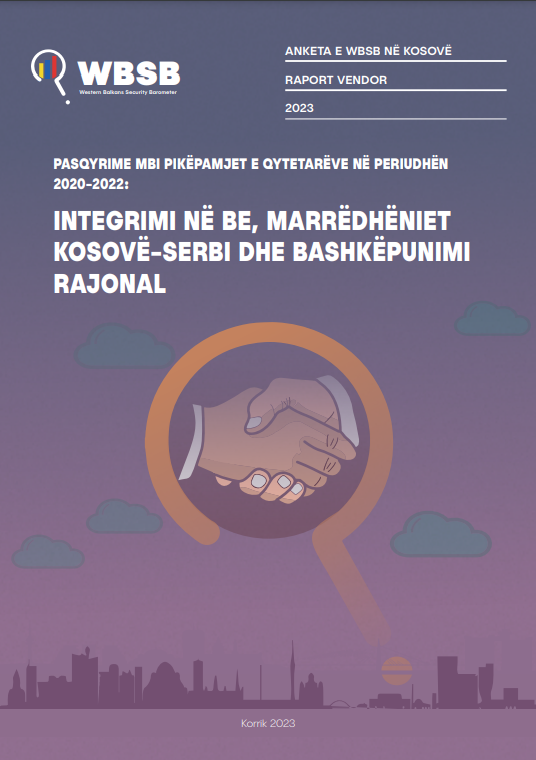 WBSB
Western Balkans Security Barometer
ANKETA E WBSB NË KOSOVË
RAPORT VENDOR
2023
PASQYRIME MBI PIKËPAMJET E QYTETARËVE NË PERIUDHËN
2020-2022:
INTEGRIMI NË BE, MARRËDHËNIET
KOSOVË-SERBI DHE BASHKËPUNIMI
RAJONAL
Korrik 2023